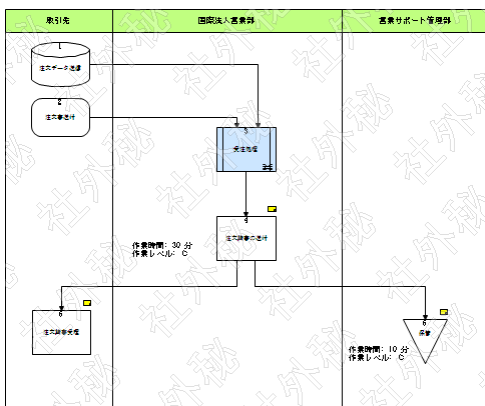 取引先
国際法人営業部
営業サポート管理部
1
注文データ送信
2
注文書送付
3
受注処理
4
注文請書の送付
作業時間: 30 分
作業レベル: C
注文請書受理
保管
作業時間: 10 分
作業レベル: C
社外秘